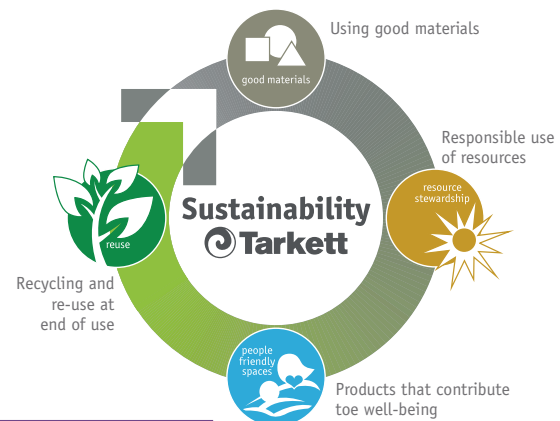 Using good materials
good materials
Responsible use
of resources
resource
stewardship
Sustainability
Tarkett
reuse
Recycling and
re-use at
end of use
people
friendly
spaces
Products that contribute
toe well-being